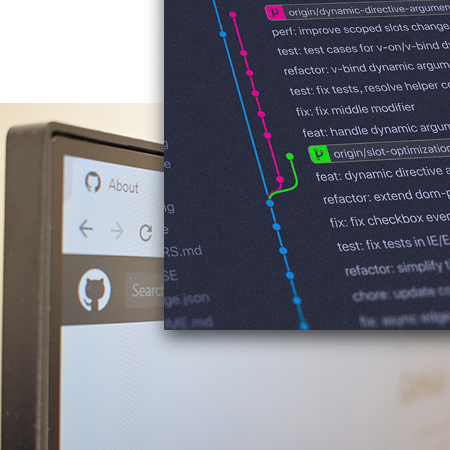 origin/dynamic-directive-argumen
perf: improve scoped slots change
test: test cases for v-on/v-bind dy
refactor: v-bind dynamic argum
test: fix tests, resolve helper co
fix: fix middle modifier
feat: handle dynamic argum
origin/slot-optimization
feat: dynamic directive a
refactor: extend dom-p
fix: fix checkbox even
test: fix tests in IE/E
refactor: simplify t
chore: update co
fix: async edge
About
Search
RS.md
SE
ge.json
ME.md